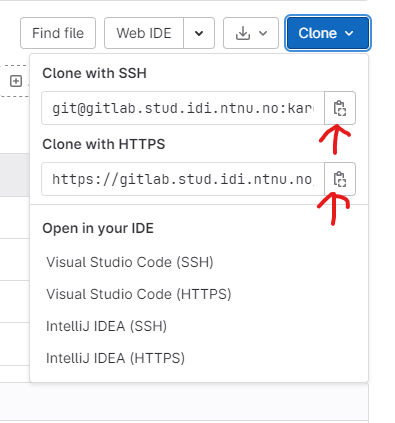 Find file
Web IDE
Clone
Clone with SSH
git@gitlab.stud.idi.ntnu.no:kar
Clone with HTTPS
https://gitlab.stud.idi.ntnu.no
Open in your IDE
Visual Studio Code (SSH)
Visual Studio Code (HTTPS)
IntelliJ IDEA (SSH)
IntelliJ IDEA (HTTPS)